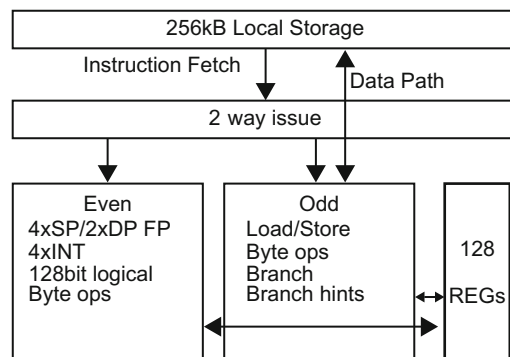 256kB Local Storage
Instruction Fetch
Data Path
2 way issue
Even
4xSP/2xDP FP
4xINT
128bit logical
Byte ops
Odd
Load/Store
Byte ops
Branch
Branch hints
128
REGs